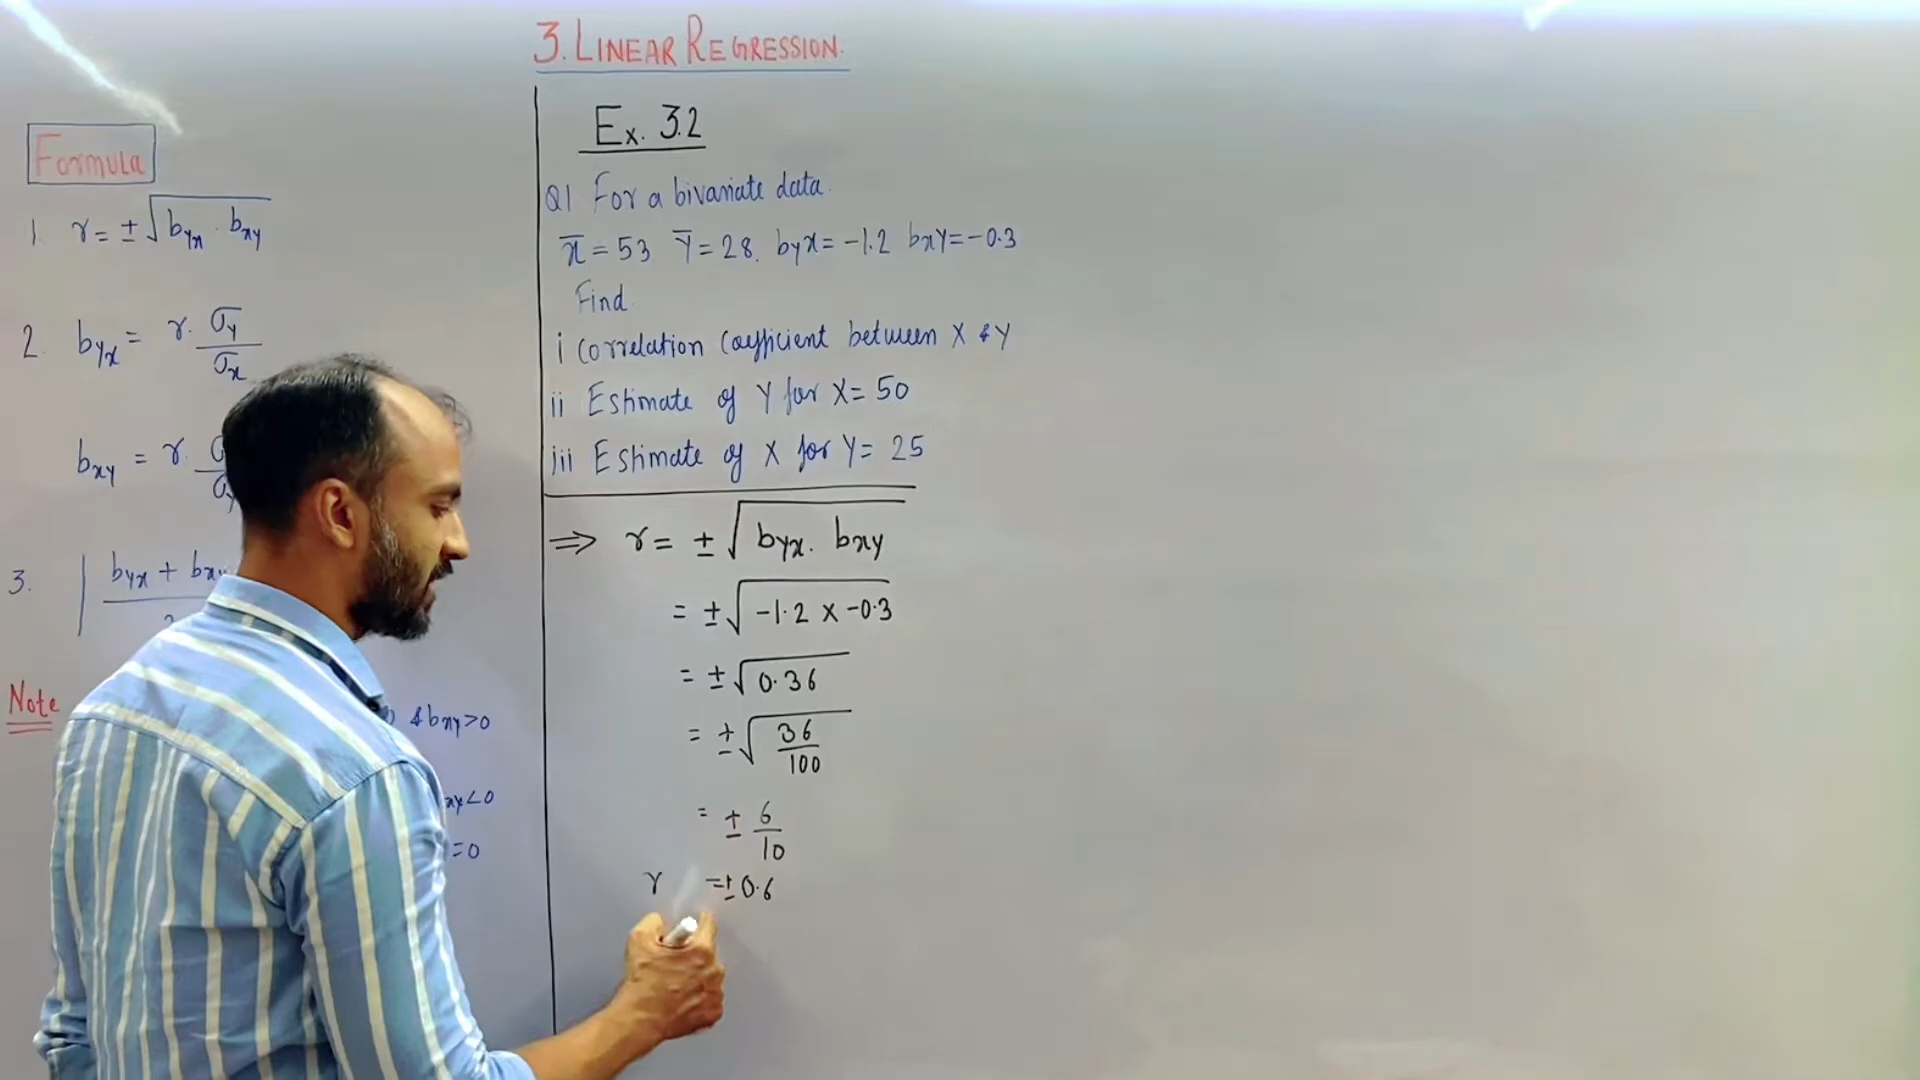 3. LINEAR REGRESSION.
Formula
1. r = ± √byx . bxy
2. byx = r. σy/σx
bxy = r.
3. | byx + bx
Note
& bxy>0
xy<0
=0
Ex. 3.2
Q1 For a bivariate data.
x̄ = 53 ȳ = 28. byx = -1.2 bxy = -0.3
Find.
i Correlation Coefficient between X & Y
ii Estimate of Y for X = 50
iii Estimate of X for Y = 25
⇒ r = ± √byx. bxy
= ± √-1.2 x -0.3
= ± √0.36
= ± √36/100
= ± 6/10
r = ± 0.6